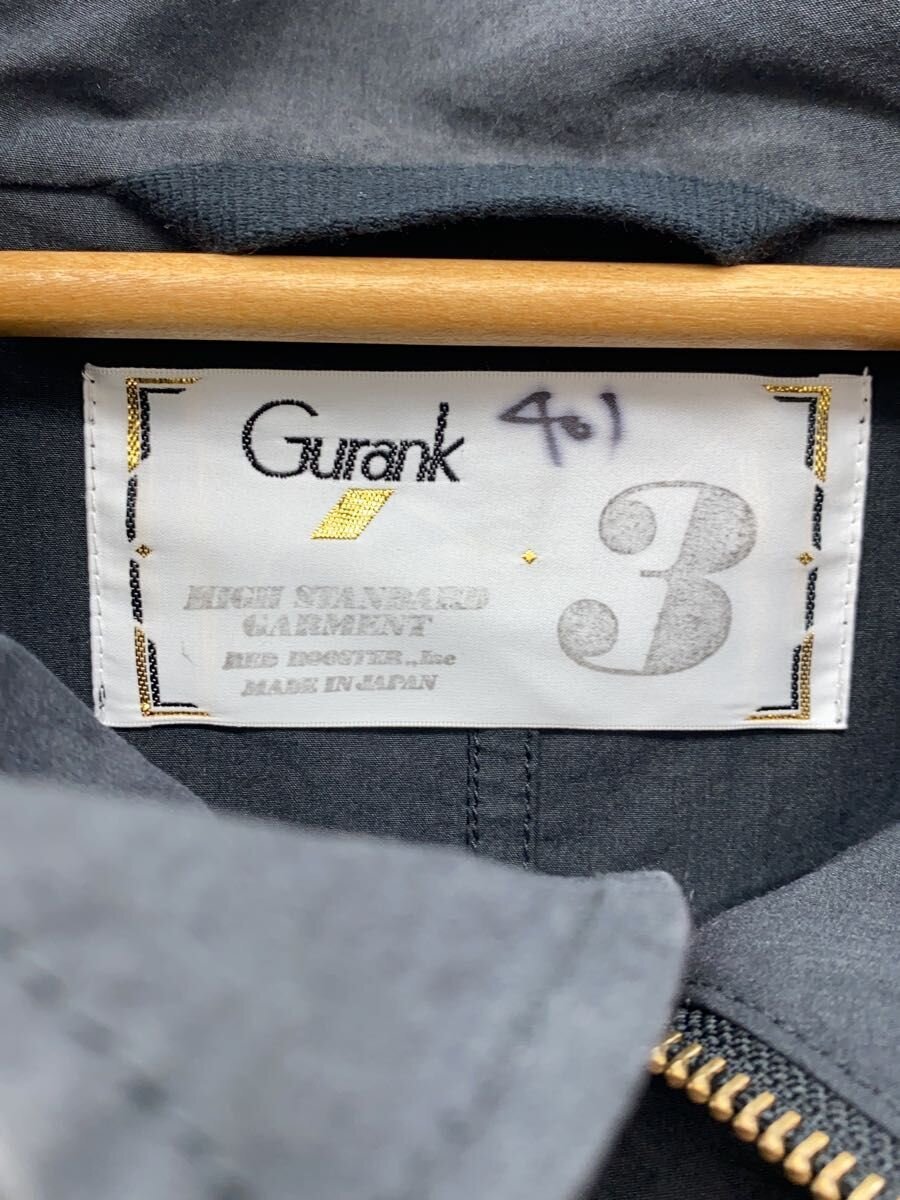 Gurank
401
3
HIGH STANDARD
GARMENT
RED ROOSTER.,Inc
MADE IN JAPAN